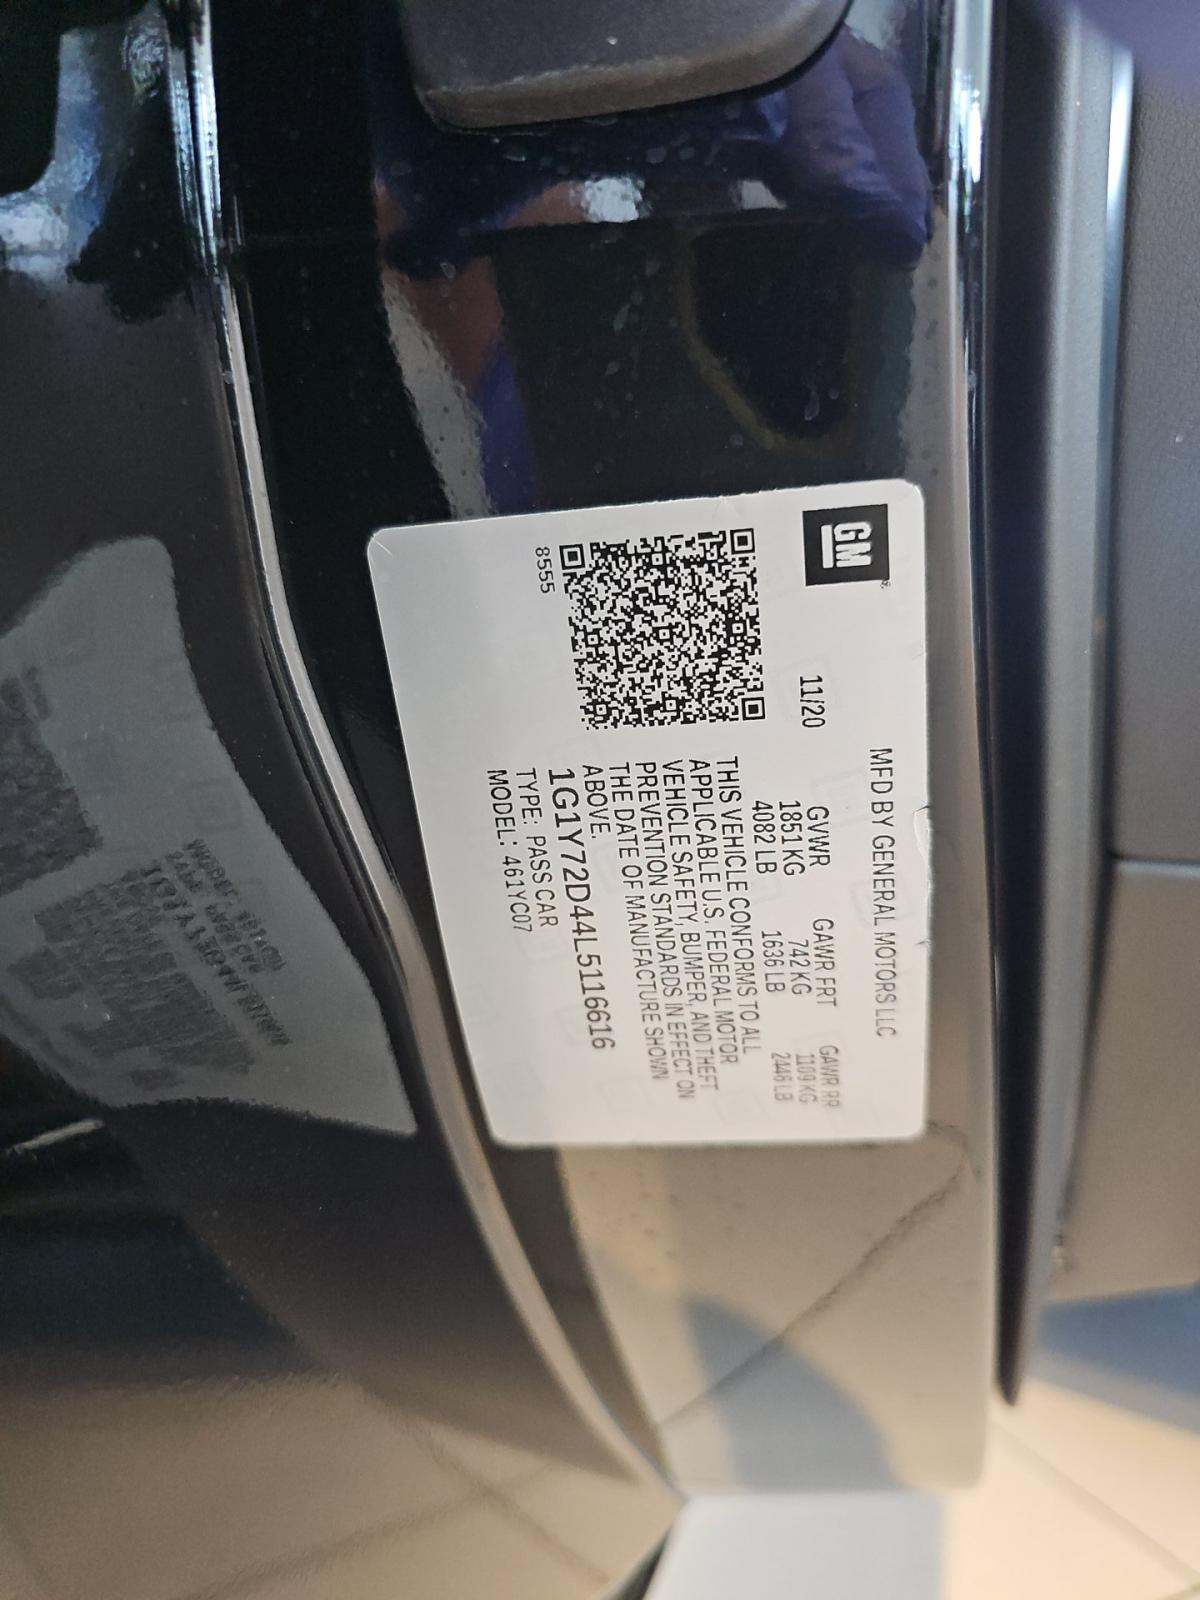 GM
MFD BY GENERAL MOTORS LLC
11/20
GVWR GAWR FRT GAWR RR
1851 KG 742 KG 1109 KG
4082 LB 1636 LB 2446 LB
THIS VEHICLE CONFORMS TO ALL
APPLICABLE U.S. FEDERAL MOTOR
VEHICLE SAFETY, BUMPER, AND THEFT
PREVENTION STANDARDS IN EFFECT ON
THE DATE OF MANUFACTURE SHOWN
ABOVE.
1G1Y72D44L5116616
TYPE: PASS CAR
MODEL: 461YC07
8555